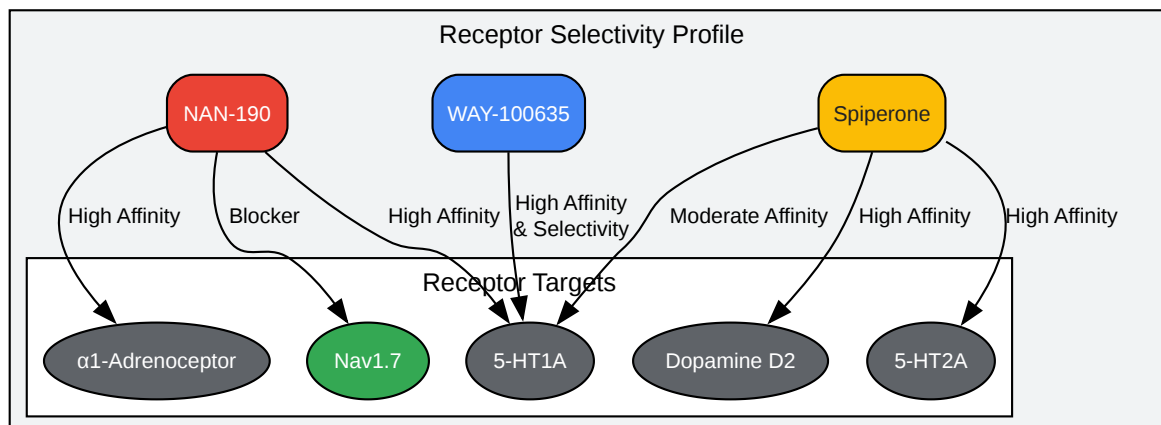 Receptor Selectivity Profile
NAN-190
WAY-100635
Spiperone
High Affinity
Blocker
High Affinity
High Affinity
& Selectivity
Moderate Affinity
High Affinity
High Affinity
Receptor Targets
α1-Adrenoceptor
Nav1.7
5-HT1A
Dopamine D2
5-HT2A